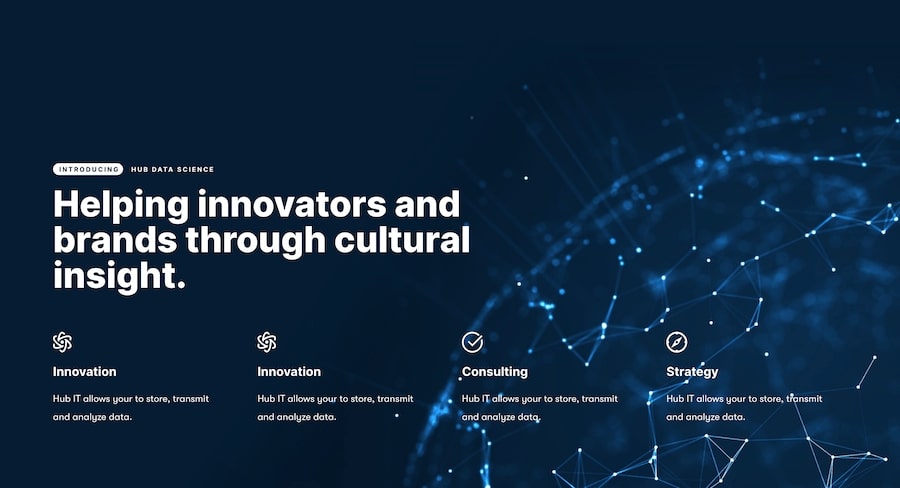 INTRODUCING HUB DATA SCIENCE
Helping innovators and
brands through cultural
insight.
Innovation
Hub IT allows your to store, transmit
and analyze data.
Innovation
Hub IT allows your to store, transmit
and analyze data.
Consulting
Hub IT allows your to store, transmit
and analyze data.
Strategy
Hub IT allows your to store, transmit
and analyze data.